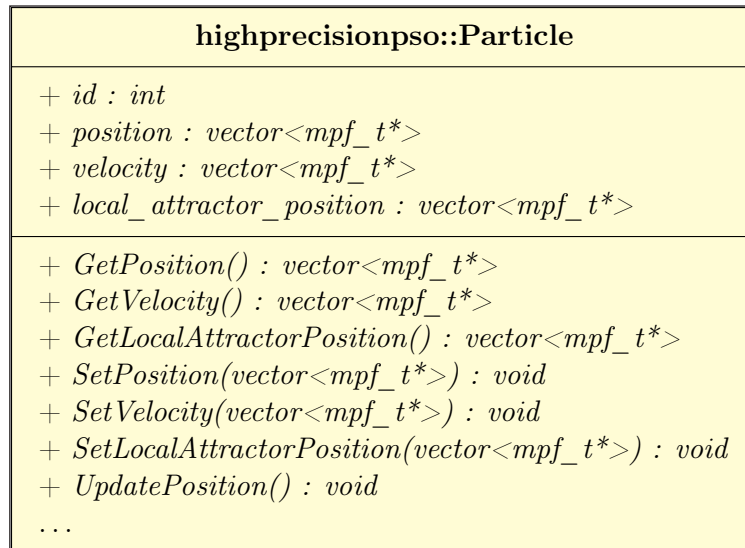 highprecisionpso::Particle
+ id : int
+ position : vector<mpf_t*>
+ velocity : vector<mpf_t*>
+ local_attractor_position : vector<mpf_t*>
+ GetPosition() : vector<mpf_t*>
+ GetVelocity() : vector<mpf_t*>
+ GetLocalAttractorPosition() : vector<mpf_t*>
+ SetPosition(vector<mpf_t*>) : void
+ SetVelocity(vector<mpf_t*>) : void
+ SetLocalAttractorPosition(vector<mpf_t*>) : void
+ UpdatePosition() : void
...